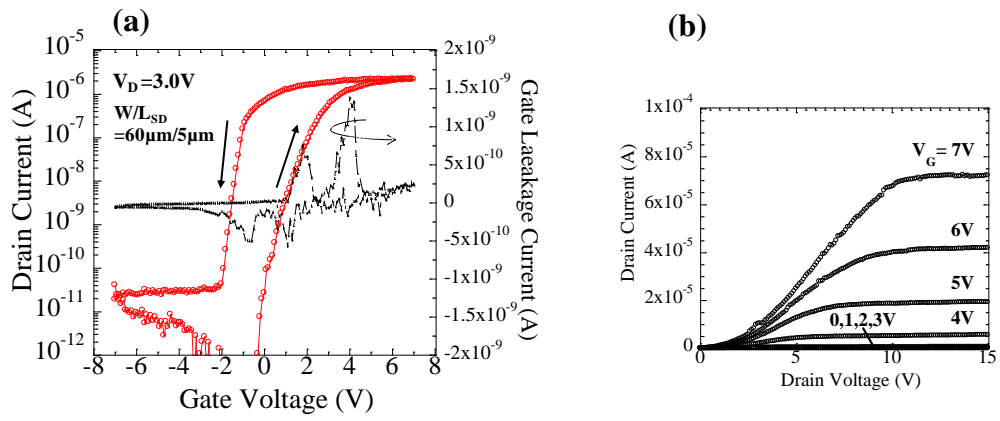 (a)
10⁻⁵
10⁻⁶
10⁻⁷
10⁻⁸
10⁻⁹
10⁻¹⁰
10⁻¹¹
10⁻¹²
Drain Current (A)
V_D=3.0V
W/L_SD
=60μm/5μm
2x10⁻⁹
1.5x10⁻⁹
1x10⁻⁹
5x10⁻¹⁰
0
-5x10⁻¹⁰
-1x10⁻⁹
-1.5x10⁻⁹
-2x10⁻⁹
Gate Laeakage Current (A)
-8 -6 -4 -2 0 2 4 6 8
Gate Voltage (V)
(b)
1x10⁻⁴
8x10⁻⁵
6x10⁻⁵
4x10⁻⁵
2x10⁻⁵
0
Drain Current (A)
V_G= 7V
6V
5V
4V
0,1,2,3V
0 5 10 15
Drain Voltage (V)